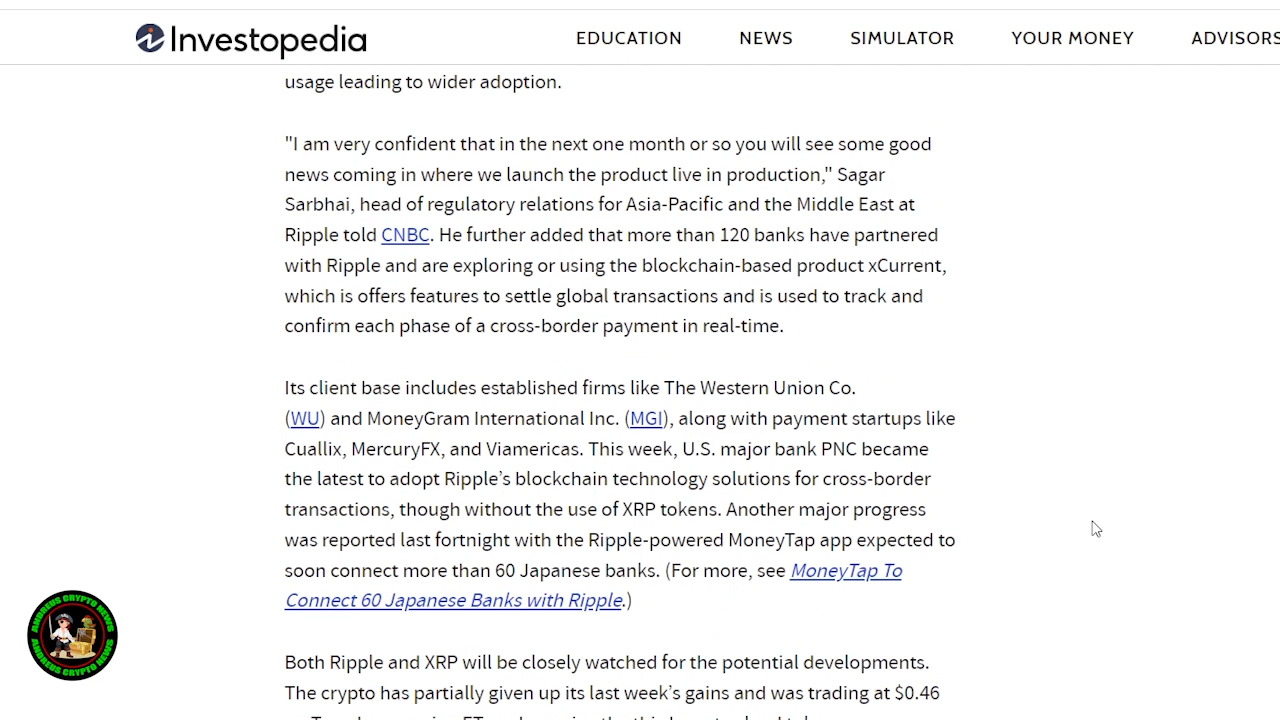 Investopedia
EDUCATION NEWS SIMULATOR YOUR MONEY ADVISORS
usage leading to wider adoption.
"I am very confident that in the next one month or so you will see some good
news coming in where we launch the product live in production," Sagar
Sarbhai, head of regulatory relations for Asia-Pacific and the Middle East at
Ripple told CNBC. He further added that more than 120 banks have partnered
with Ripple and are exploring or using the blockchain-based product xCurrent,
which is offers features to settle global transactions and is used to track and
confirm each phase of a cross-border payment in real-time.
Its client base includes established firms like The Western Union Co.
(WU) and MoneyGram International Inc. (MGI), along with payment startups like
Cuallix, MercuryFX, and Viamericas. This week, U.S. major bank PNC became
the latest to adopt Ripple’s blockchain technology solutions for cross-border
transactions, though without the use of XRP tokens. Another major progress
was reported last fortnight with the Ripple-powered MoneyTap app expected to
soon connect more than 60 Japanese banks. (For more, see MoneyTap To
Connect 60 Japanese Banks with Ripple.)
ANDREUS CRYPTO NEWS
ANDREUS CRYPTO NEWS
Both Ripple and XRP will be closely watched for the potential developments.
The crypto has partially given up its last week’s gains and was trading at $0.46